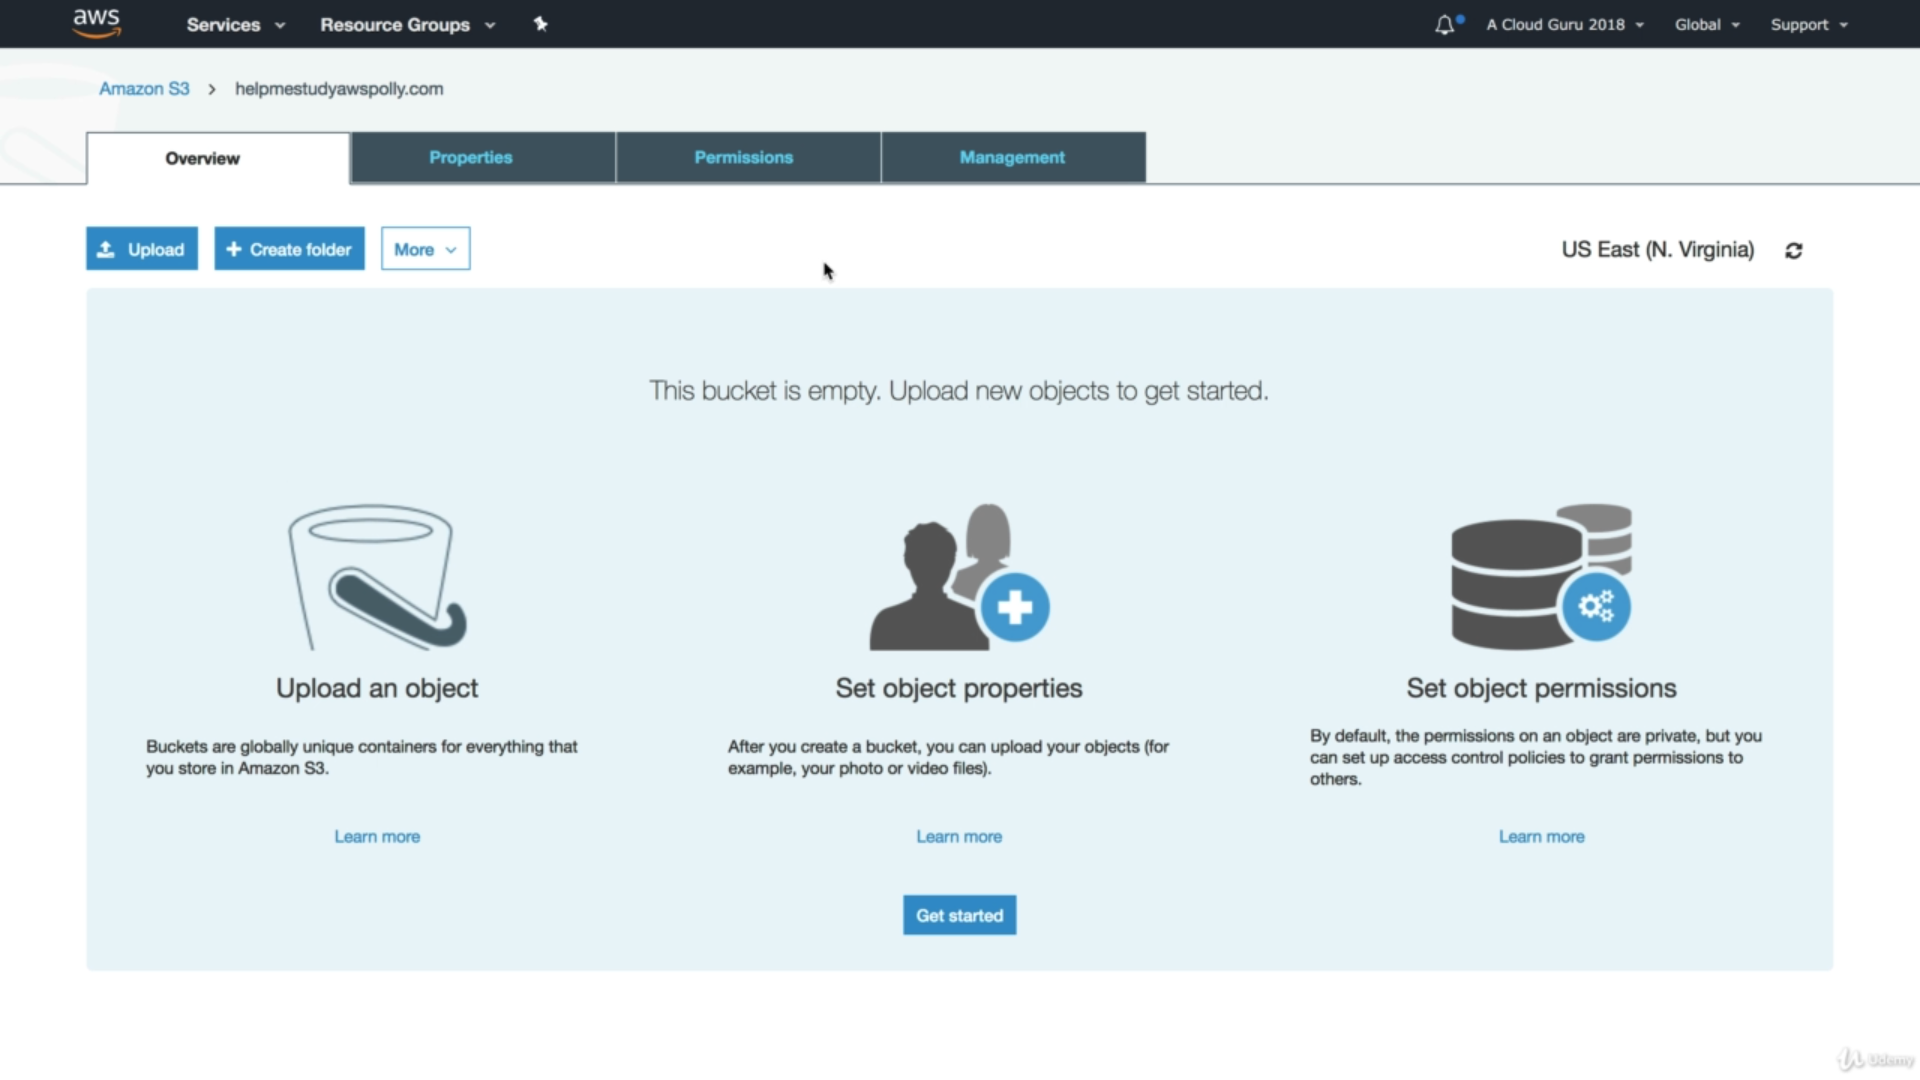 aws Services Resource Groups A Cloud Guru 2018 Global Support
Amazon S3 > helpmestudyawspolly.com
Overview Properties Permissions Management
Upload + Create folder More US East (N. Virginia)
This bucket is empty. Upload new objects to get started.
Upload an object
Buckets are globally unique containers for everything that
you store in Amazon S3.
Learn more
Set object properties
After you create a bucket, you can upload your objects (for
example, your photo or video files).
Learn more
Set object permissions
By default, the permissions on an object are private, but you
can set up access control policies to grant permissions to
others.
Learn more
Get started
Udemy